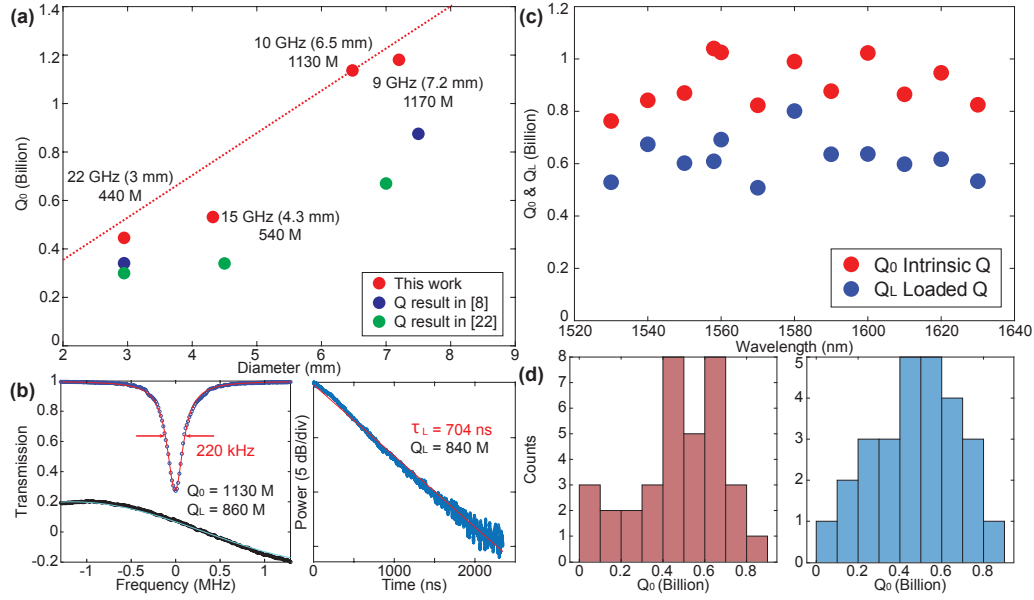 (a)
1.4
1.2
1
0.8
0.6
0.4
0.2
0
Q₀ (Billion)
10 GHz (6.5 mm)
1130 M
9 GHz (7.2 mm)
1170 M
22 GHz (3 mm)
440 M
15 GHz (4.3 mm)
540 M
This work
Q result in [8]
Q result in [22]
2 3 4 5 6 7 8 9
Diameter (mm)
(c)
1.2
1
0.8
0.6
0.4
0.2
0
Q₀ & Q_L (Billion)
Q₀ Intrinsic Q
Q_L Loaded Q
1520 1540 1560 1580 1600 1620 1640
Wavelength (nm)
(b)
1
0.8
0.6
0.4
0.2
0
-0.2
Transmission
220 kHz
Q₀ = 1130 M
Q_L = 860 M
-1 0 1
Frequency (MHz)
Power (5 dB/div)
τ_L = 704 ns
Q_L = 840 M
0 1000 2000
Time (ns)
(d)
8
7
6
5
4
3
2
1
0
Counts
0 0.2 0.4 0.6 0.8
Q₀ (Billion)
5
3
1
0
0 0.2 0.4 0.6 0.8
Q₀ (Billion)